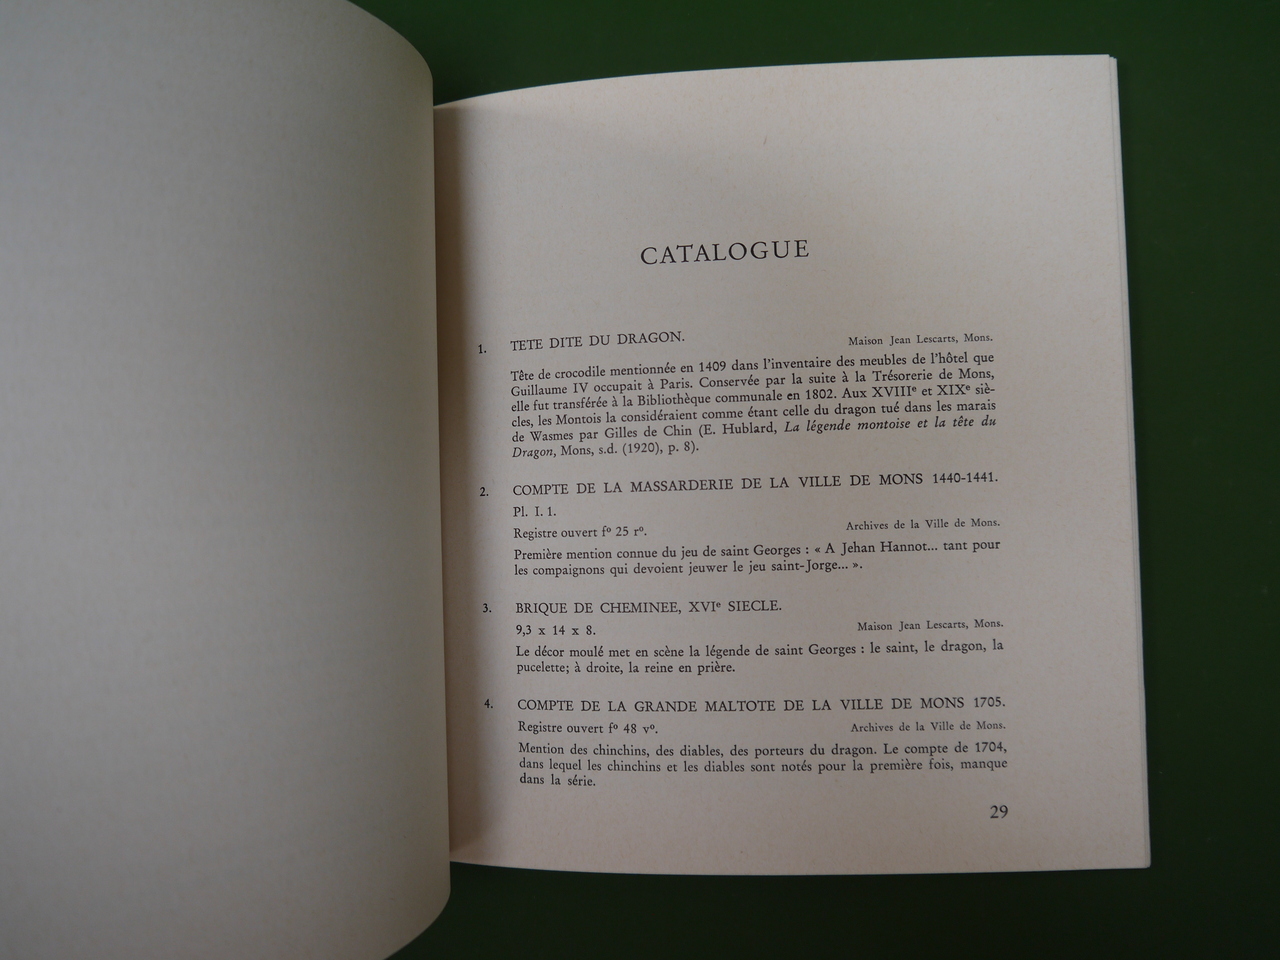 CATALOGUE
1. TETE DITE DU DRAGON. Maison Jean Lescarts, Mons.
Tête de crocodile mentionnée en 1409 dans l'inventaire des meubles de l'hôtel que
Guillaume IV occupait à Paris. Conservée par la suite à la Trésorerie de Mons,
elle fut transférée à la Bibliothèque communale en 1802. Aux XVIIIe et XIXe siè-
cles, les Montois la considéraient comme étant celle du dragon tué dans les marais
de Wasmes par Gilles de Chin (E. Hublard, La légende montoise et la tête du
Dragon, Mons, s.d. (1920), p. 8).
2. COMPTE DE LA MASSARDERIE DE LA VILLE DE MONS 1440-1441.
Pl. I. 1.
Registre ouvert fo 25 ro. Archives de la Ville de Mons.
Première mention connue du jeu de saint Georges : « A Jehan Hannot... tant pour
les compaignons qui devoient jeuwer le jeu saint-Jorge... ».
3. BRIQUE DE CHEMINEE, XVIe SIECLE.
9,3 x 14 x 8. Maison Jean Lescarts, Mons.
Le décor moulé met en scène la légende de saint Georges : le saint, le dragon, la
pucelette; à droite, la reine en prière.
4. COMPTE DE LA GRANDE MALTOTE DE LA VILLE DE MONS 1705.
Registre ouvert fo 48 vo. Archives de la Ville de Mons.
Mention des chinchins, des diables, des porteurs du dragon. Le compte de 1704,
dans lequel les chinchins et les diables sont notés pour la première fois, manque
dans la série.
29